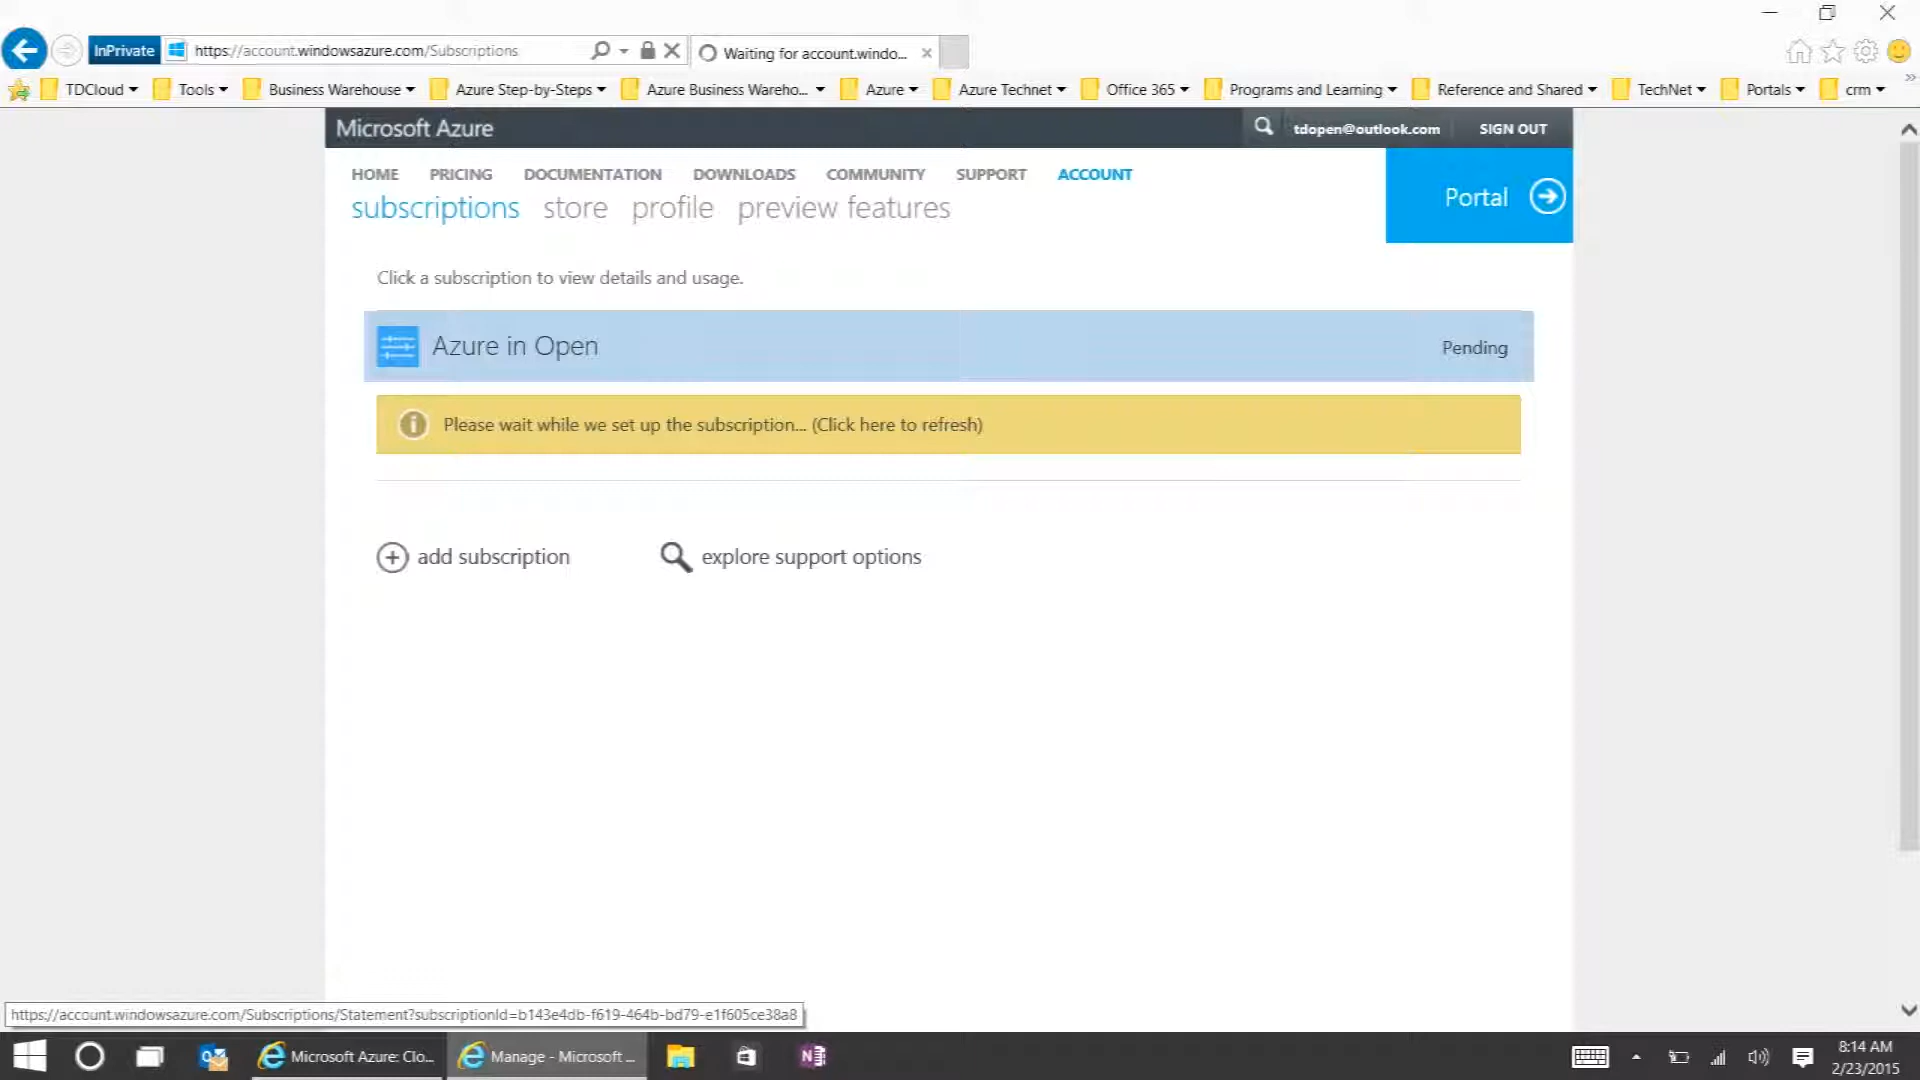 InPrivate
https://account.windowsazure.com/Subscriptions
Waiting for account.windo...
TDCloud
Tools
Business Warehouse
Azure Step-by-Steps
Azure Business Wareho...
Azure
Azure Technet
Office 365
Programs and Learning
Reference and Shared
TechNet
Portals
crm
Microsoft Azure
tdopen@outlook.com
SIGN OUT
HOME
PRICING
DOCUMENTATION
DOWNLOADS
COMMUNITY
SUPPORT
ACCOUNT
Portal
subscriptions
store
profile
preview features
Click a subscription to view details and usage.
Azure in Open
Pending
Please wait while we set up the subscription... (Click here to refresh)
add subscription
explore support options
https://account.windowsazure.com/Subscriptions/Statement?subscriptionId=b143e4db-f619-464b-bd79-e1f605ce38a8
Microsoft Azure: Clo...
Manage - Microsoft ...
8:14 AM
2/23/2015